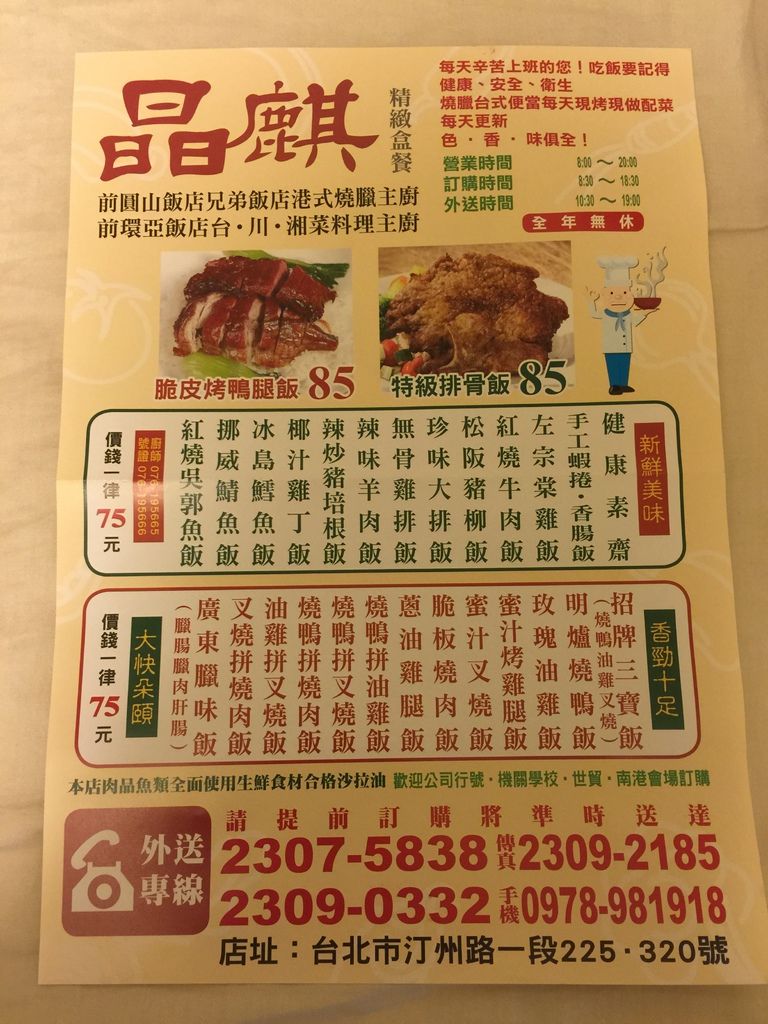 晶麒
精緻盒餐
前圓山飯店兄弟飯店港式燒臘主廚
前環亞飯店台·川·湘菜料理主廚
每天辛苦上班的您！吃飯要記得
健康、安全、衛生
燒臘台式便當每天現烤現做配菜
每天更新
色·香·味俱全！
營業時間 8:00～20:00
訂購時間 8:30～18:30
外送時間 10:30～19:00
全年無休
脆皮烤鴨腿飯 85
特級排骨飯 85
新鮮美味
健康素齋
手工蝦捲·香腸飯
左宗棠雞飯
紅燒牛肉飯
松阪豬柳飯
珍味大排飯
無骨雞排飯
辣味羊肉飯
辣炒豬培根飯
椰汁雞丁飯
冰島鱈魚飯
挪威鯖魚飯
紅燒吳郭魚飯
廚師 076-195665
號證 076-195666
價錢一律75元
香勁十足
招牌三寶飯
(燒鴨油雞叉燒)
明爐燒鴨飯
玫瑰油雞飯
蜜汁烤雞腿飯
蜜汁叉燒飯
脆板燒肉飯
蔥油雞腿飯
燒鴨拼油雞飯
燒鴨拼叉燒飯
燒鴨拼燒肉飯
油雞拼叉燒飯
叉燒拼燒肉飯
廣東臘味飯
(臘腸臘肉肝腸)
大快朵頤
價錢一律75元
本店肉品魚類全面使用生鮮食材合格沙拉油 歡迎公司行號·機關學校·世貿·南港會場訂購
請提前訂購將準時送達
外送專線
2307-5838 傳真 2309-2185
2309-0332 手機 0978-981918
店址：台北市汀州路一段225·320號